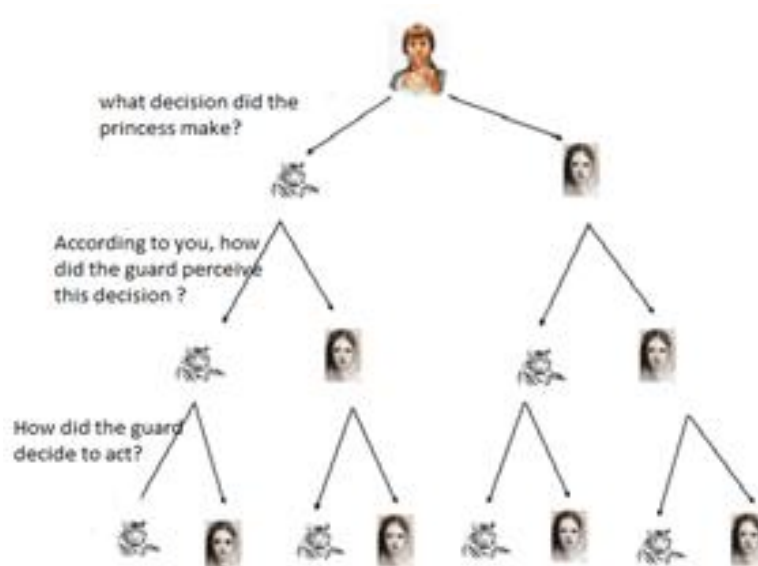 what decision did the
princess make?
According to you, how
did the guard perceive
this decision ?
How did the guard
decide to act?